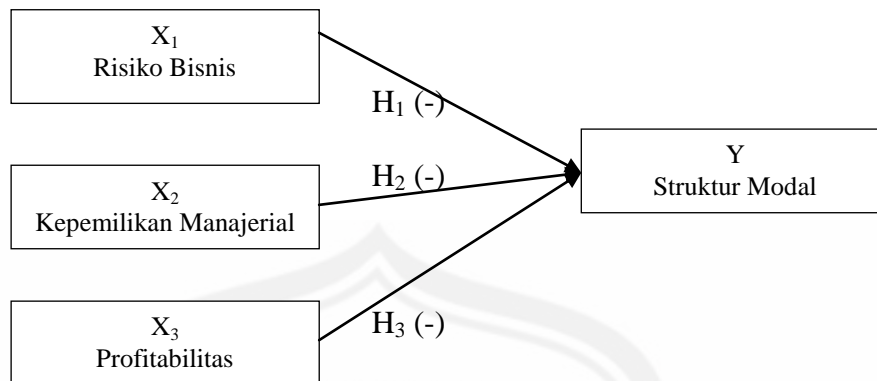 X₁
Risiko Bisnis
H₁ (-)
X₂
Kepemilikan Manajerial
H₂ (-)
Y
Struktur Modal
X₃
Profitabilitas
H₃ (-)